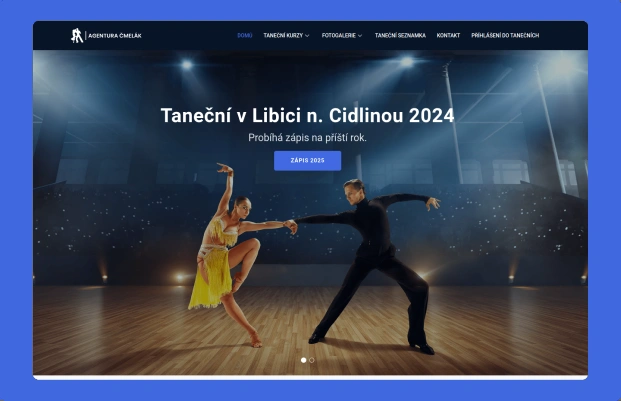 AGENTURA ČMELÁK
DOMŮ TANEČNÍ KURZY FOTOGALERIE TANEČNÍ SEZNAMKA KONTAKT PŘIHLÁŠENÍ DO TANEČNÍCH
Taneční v Libici n. Cidlinou 2024
Probíhá zápis na příští rok.
ZÁPIS 2025